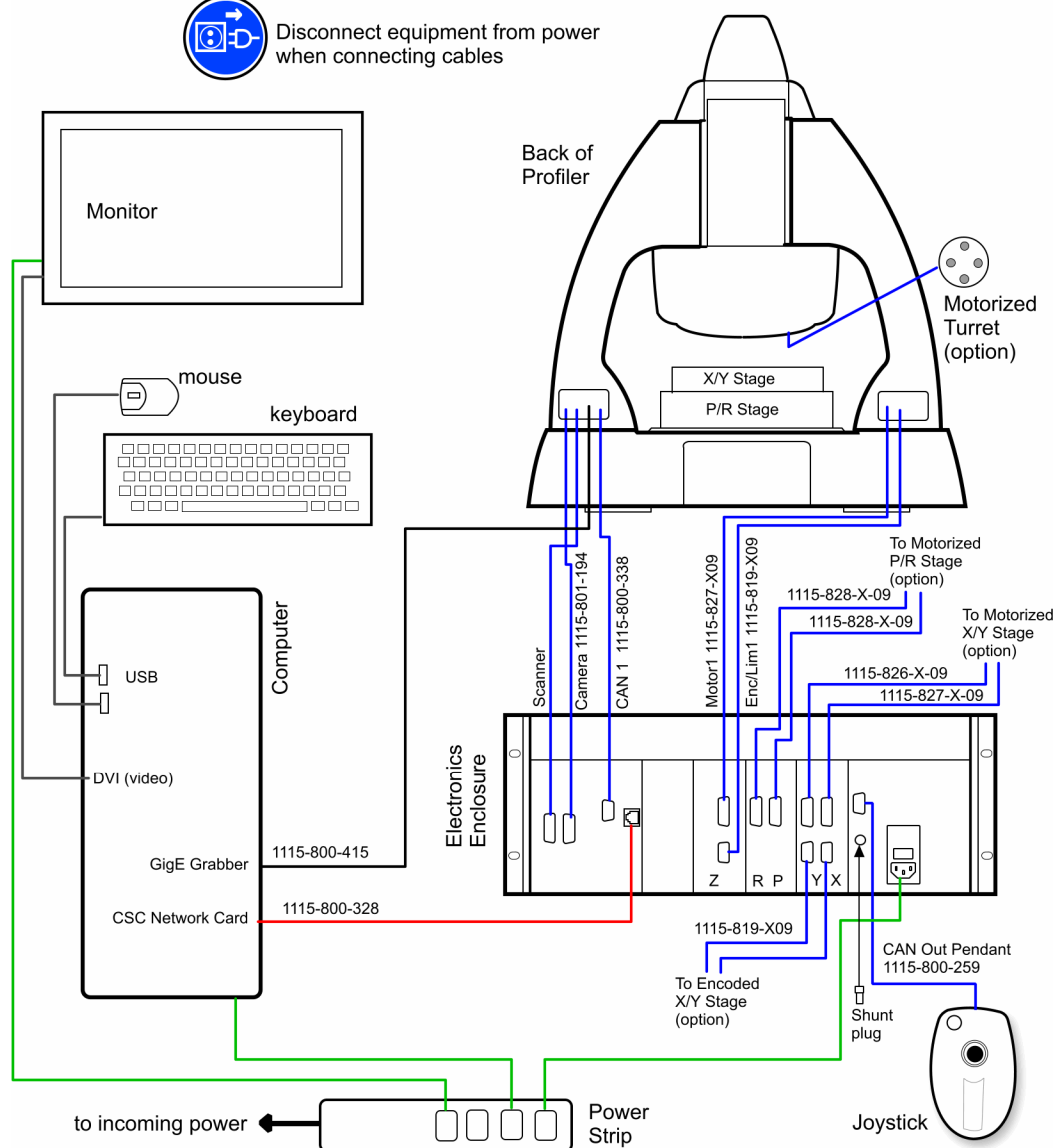 Disconnect equipment from power
when connecting cables
Back of
Profiler
Monitor
Motorized
Turret
(option)
X/Y Stage
P/R Stage
mouse
keyboard
To Motorized
P/R Stage
(option)
1115-828-X-09
1115-828-X-09
To Motorized
X/Y Stage
(option)
1115-826-X-09
1115-827-X-09
Scanner
Camera 1115-801-194
CAN 1 1115-800-338
Motor1 1115-827-X09
Enc/Lim1 1115-819-X09
Computer
USB
DVI (video)
GigE Grabber
1115-800-415
CSC Network Card
1115-800-328
Electronics
Enclosure
Z
R P
Y X
1115-819-X09
To Encoded
X/Y Stage
(option)
CAN Out Pendant
1115-800-259
Shunt
plug
Joystick
to incoming power
Power
Strip